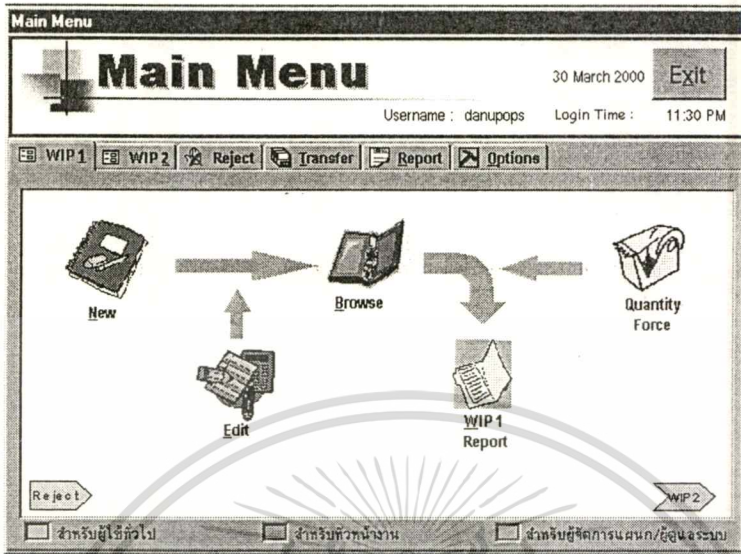 Main Menu
Main Menu
30 March 2000
Exit
Username : danupops
Login Time : 11:30 PM
WIP 1
WIP 2
Reject
Transfer
Report
Options
New
Browse
Quantity
Force
Edit
WIP 1
Report
Reject
WIP 2
สำหรับผู้ใช้ทั่วไป
สำหรับหัวหน้างาน
สำหรับผู้จัดการแผนก/ผู้ดูแลระบบ